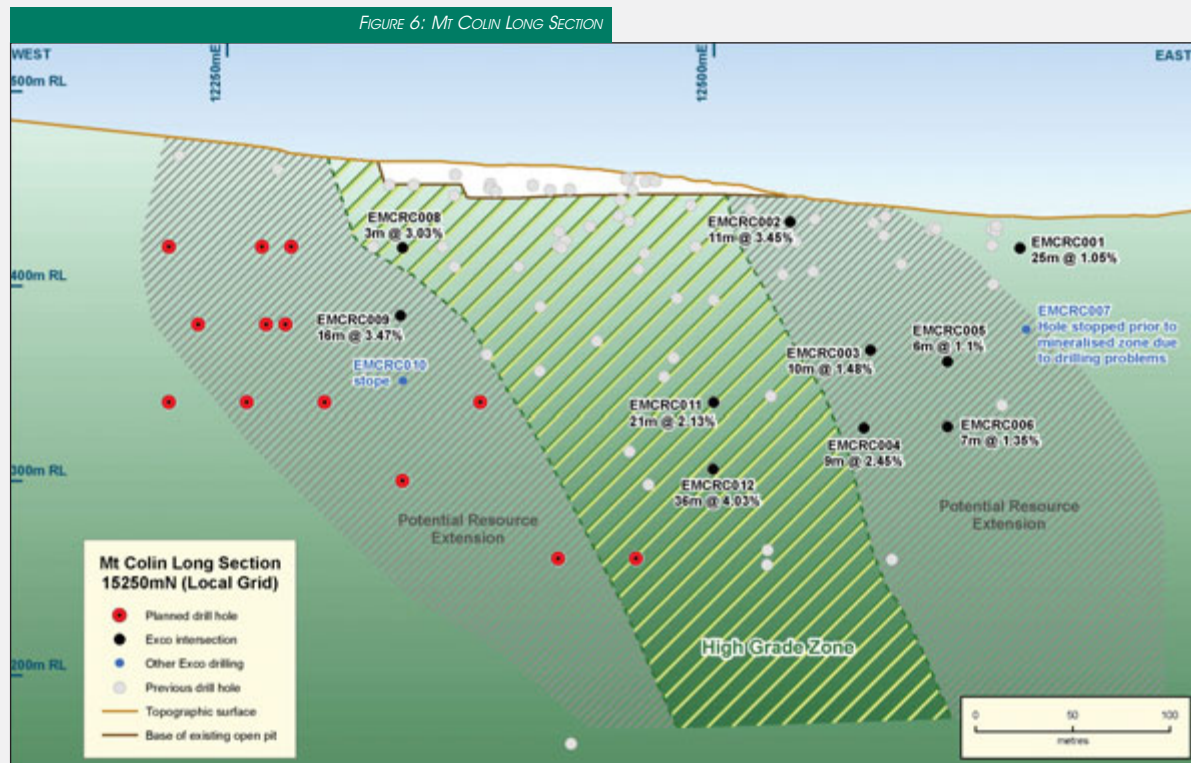 FIGURE 6: MT COLIN LONG SECTION
WEST
12250mE
12500mE
EAST
500m RL
EMCRC008
3m @ 3.03%
EMCRC002
11m @ 3.45%
EMCRC001
25m @ 1.05%
400m RL
EMCRC009
16m @ 3.47%
EMCRC007
Hole stopped prior to
mineralised zone due
to drilling problems
EMCRC005
6m @ 1.1%
EMCRC003
10m @ 1.48%
EMCRC010
stope
EMCRC011
21m @ 2.13%
EMCRC006
7m @ 1.35%
EMCRC004
9m @ 2.45%
300m RL
EMCRC012
36m @ 4.03%
Potential Resource
Extension
Potential Resource
Extension
High Grade Zone
200m RL
Mt Colin Long Section
15250mN (Local Grid)
Planned drill hole
Exco intersection
Other Exco drilling
Previous drill hole
Topographic surface
Base of existing open pit
0 50 100
metres